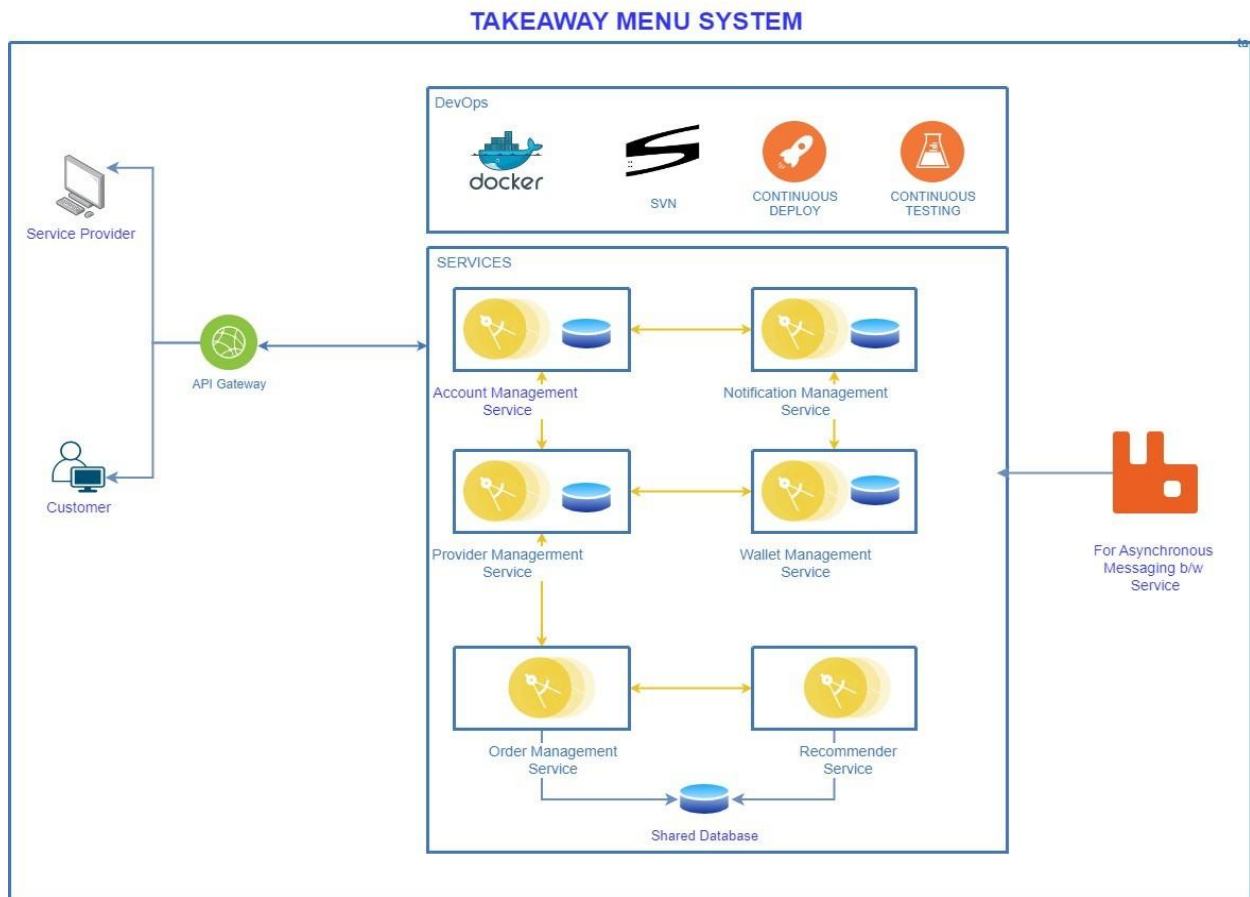 TAKEAWAY MENU SYSTEM
ta
DevOps
docker
SVN
CONTINUOUS
DEPLOY
CONTINUOUS
TESTING
Service Provider
SERVICES
API Gateway
Account Management
Service
Notification Management
Service
Customer
Provider Management
Service
Wallet Management
Service
For Asynchronous
Messaging b/w
Service
Order Management
Service
Recommender
Service
Shared Database